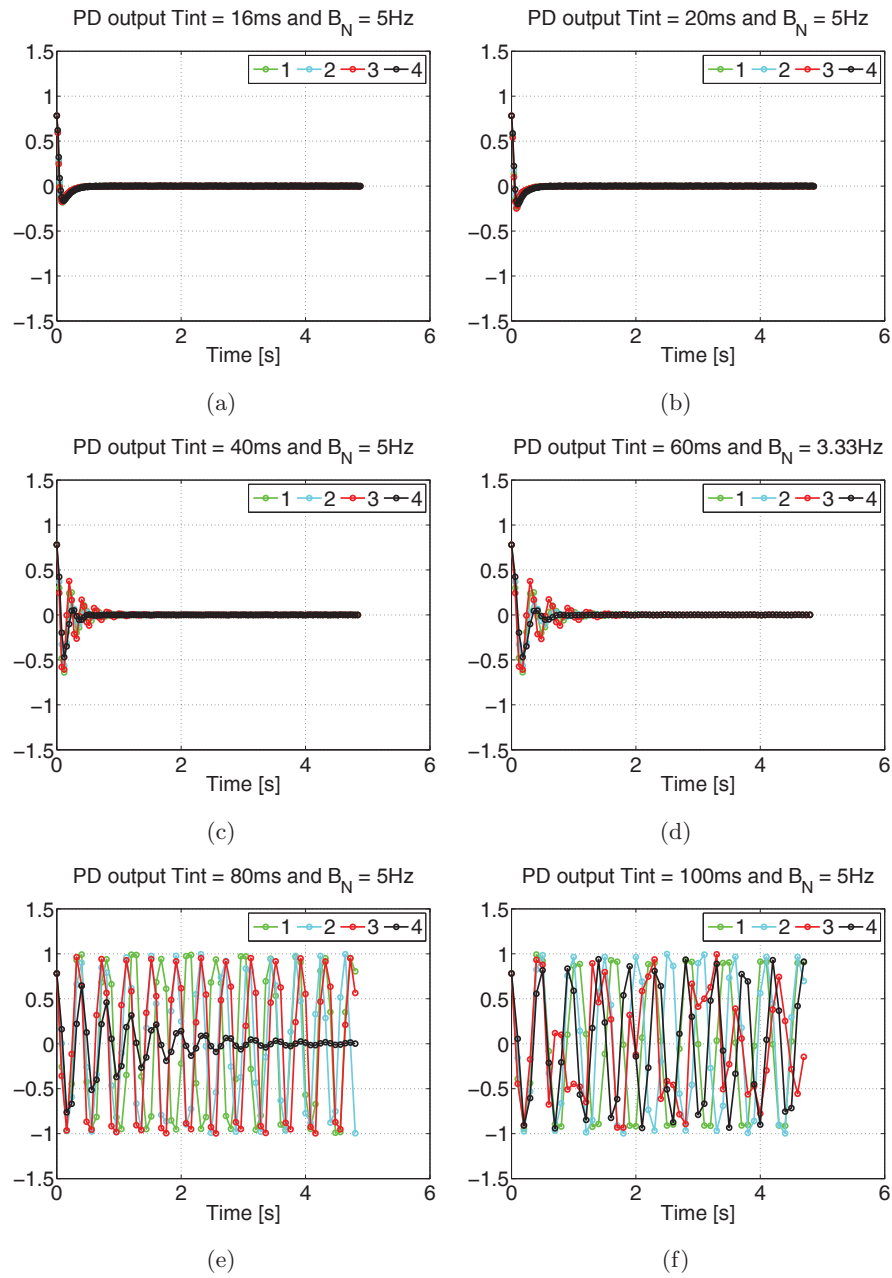 PD output Tint = 16ms and B_N = 5Hz
1 2 3 4
1.5
1
0.5
0
−0.5
−1
−1.5
0 2 4 6
Time [s]
(a)
PD output Tint = 20ms and B_N = 5Hz
1 2 3 4
1.5
1
0.5
0
−0.5
−1
−1.5
0 2 4 6
Time [s]
(b)
PD output Tint = 40ms and B_N = 5Hz
1 2 3 4
1.5
1
0.5
0
−0.5
−1
−1.5
0 2 4 6
Time [s]
(c)
PD output Tint = 60ms and B_N = 3.33Hz
1 2 3 4
1.5
1
0.5
0
−0.5
−1
−1.5
0 2 4 6
Time [s]
(d)
PD output Tint = 80ms and B_N = 5Hz
1 2 3 4
1.5
1
0.5
0
−0.5
−1
−1.5
0 2 4 6
Time [s]
(e)
PD output Tint = 100ms and B_N = 5Hz
1 2 3 4
1.5
1
0.5
0
−0.5
−1
−1.5
0 2 4 6
Time [s]
(f)